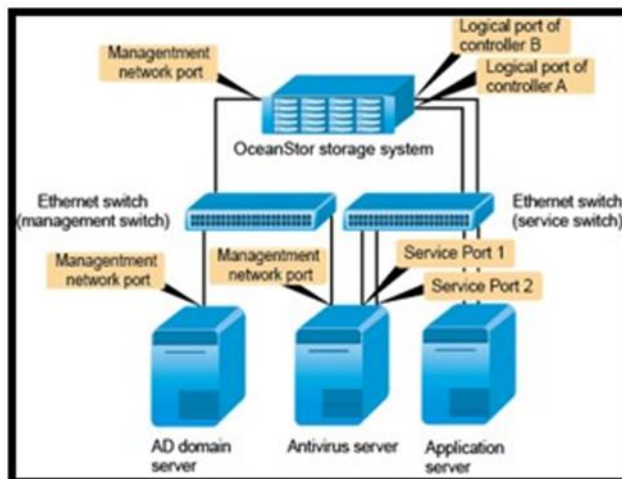 Managentment
network port
Logical port of
controller B
Logical port of
controller A
OceanStor storage system
Ethernet switch
(management switch)
Ethernet switch
(service switch)
Managentment
network port
Managentment
network port
Service Port 1
Service Port 2
AD domain
server
Antivirus server
Application
server